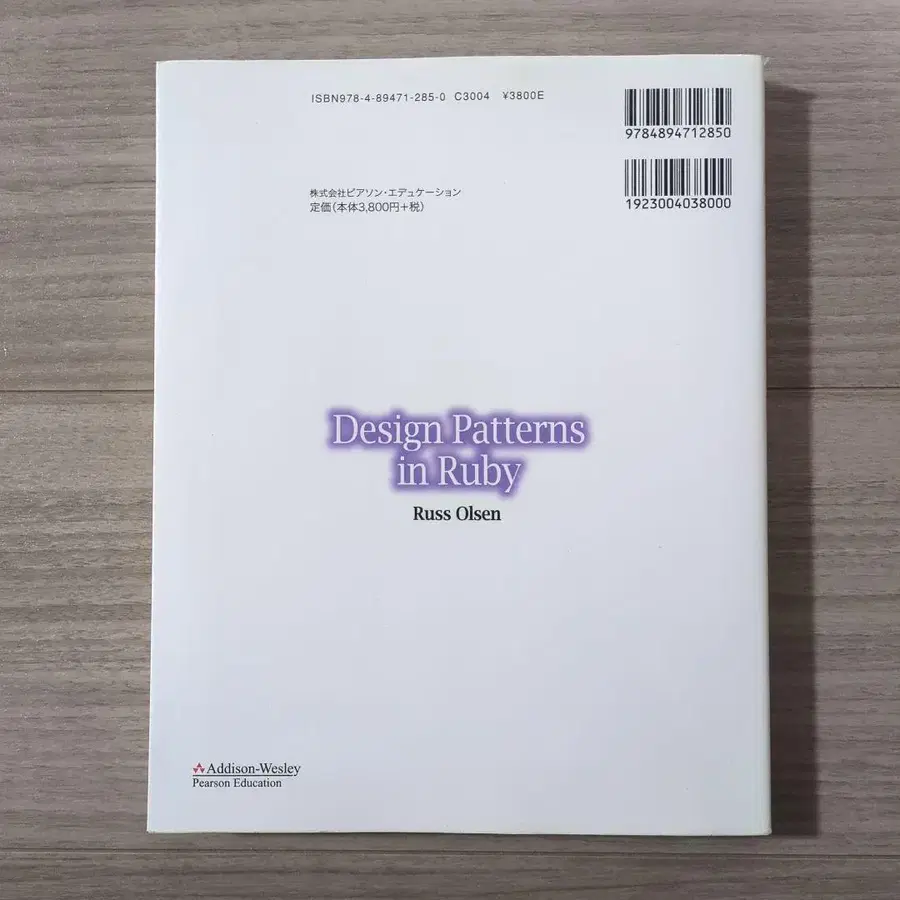 ISBN978-4-89471-285-0 C3004 ¥3800E
9784894712850
株式会社ピアソン・エデュケーション
定価(本体3,800円+税)
1923004038000
Design Patterns
in Ruby
Russ Olsen
Addison-Wesley
Pearson Education